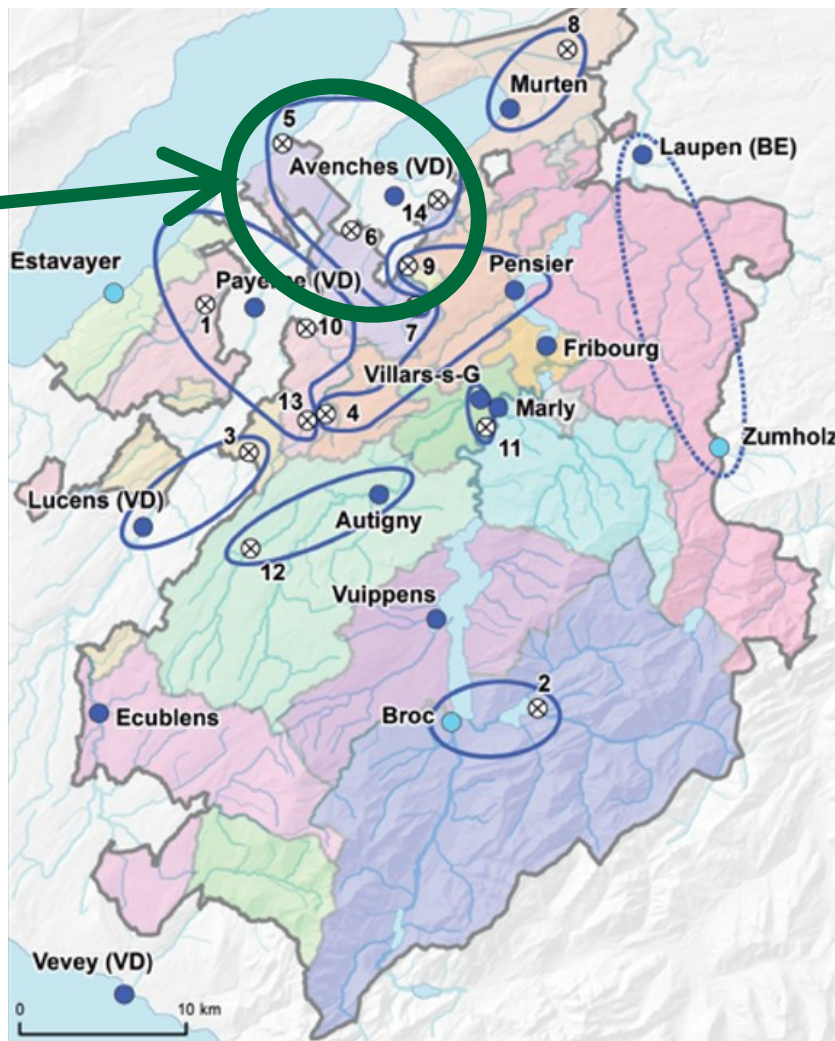 8
Murten
5
Laupen (BE)
Avenches (VD)
14
6
Estavayer
9
Pensier
Payerne (VD)
1
10
7
Fribourg
Villars-s-G
13
4
Marly
3
11
Zumholz
Lucens (VD)
Autigny
12
Vuippens
2
Broc
Ecublens
Vevey (VD)
0
10 km